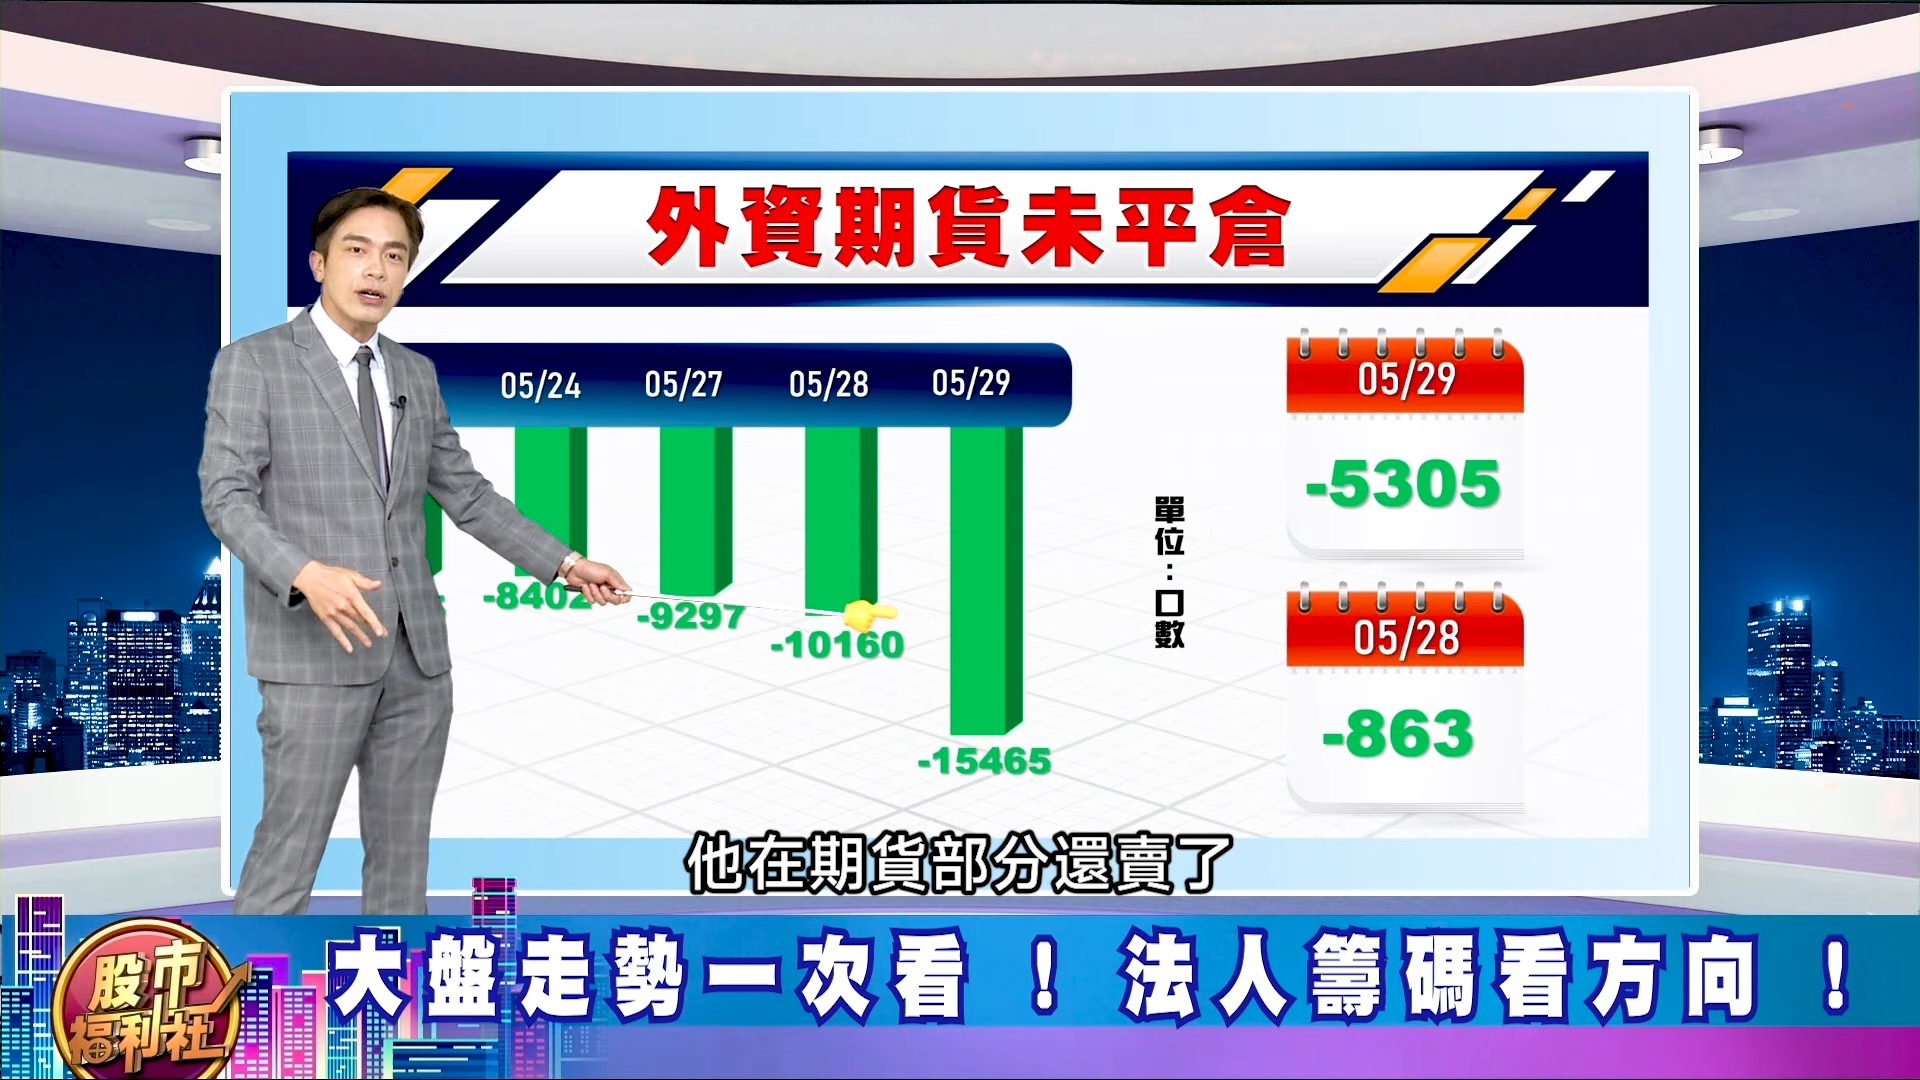 外資期貨未平倉
05/24
05/27
05/28
05/29
-8402
-9297
-10160
-15465
單位：口數
05/29
-5305
05/28
-863
他在期貨部分還賣了
股市
福利社
大盤走勢一次看！法人籌碼看方向！